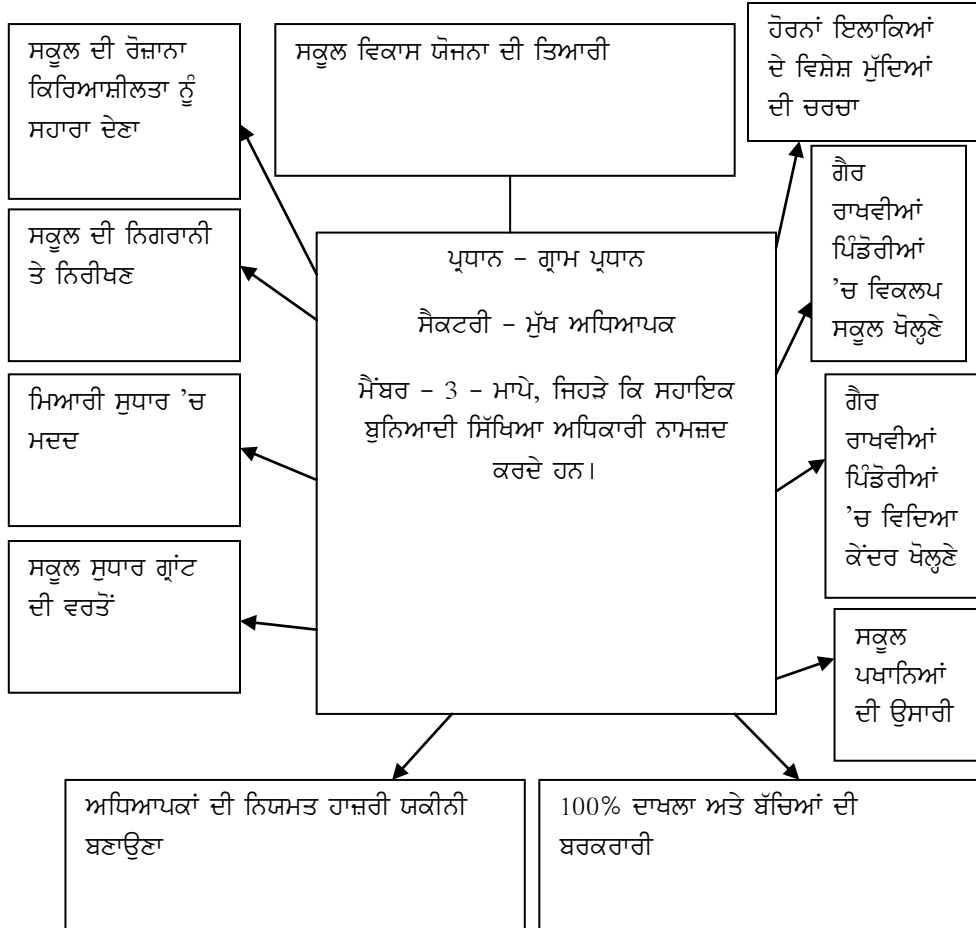 ਸਕੂਲ ਦੀ ਰੋਜ਼ਾਨਾ
ਕਿਰਿਆਸ਼ੀਲਤਾ ਨੂੰ
ਸਹਾਰਾ ਦੇਣਾ
ਸਕੂਲ ਵਿਕਾਸ ਯੋਜਨਾ ਦੀ ਤਿਆਰੀ
ਹੋਰਨਾਂ ਇਲਾਕਿਆਂ
ਦੇ ਵਿਸ਼ੇਸ਼ ਮੁੱਦਿਆਂ
ਦੀ ਚਰਚਾ
ਸਕੂਲ ਦੀ ਨਿਗਰਾਨੀ
ਤੇ ਨਿਰੀਖਣ
ਮਿਆਰੀ ਸੁਧਾਰ ’ਚ
ਮਦਦ
ਸਕੂਲ ਸੁਧਾਰ ਗ੍ਰਾਂਟ
ਦੀ ਵਰਤੋਂ
ਪ੍ਰਧਾਨ – ਗ੍ਰਾਮ ਪ੍ਰਧਾਨ
ਸੈਕਟਰੀ – ਮੁੱਖ ਅਧਿਆਪਕ
ਮੈਂਬਰ – 3 – ਮਾਪੇ, ਜਿਹੜੇ ਕਿ ਸਹਾਇਕ
ਬੁਨਿਆਦੀ ਸਿੱਖਿਆ ਅਧਿਕਾਰੀ ਨਾਮਜ਼ਦ
ਕਰਦੇ ਹਨ।
ਗੈਰ
ਰਾਖਵੀਆਂ
ਪਿੰਡੋਰੀਆਂ
’ਚ ਵਿਕਲਪ
ਸਕੂਲ ਖੋਲ੍ਹਣੇ
ਗੈਰ
ਰਾਖਵੀਆਂ
ਪਿੰਡੋਰੀਆਂ
’ਚ ਵਿਦਿਆ
ਕੇਂਦਰ ਖੋਲ੍ਹਣੇ
ਸਕੂਲ
ਪਖਾਨਿਆਂ
ਦੀ ਉਸਾਰੀ
ਅਧਿਆਪਕਾਂ ਦੀ ਨਿਯਮਤ ਹਾਜ਼ਰੀ ਯਕੀਨੀ
ਬਣਾਉਣਾ
100% ਦਾਖਲਾ ਅਤੇ ਬੱਚਿਆਂ ਦੀ
ਬਰਕਰਾਰੀ